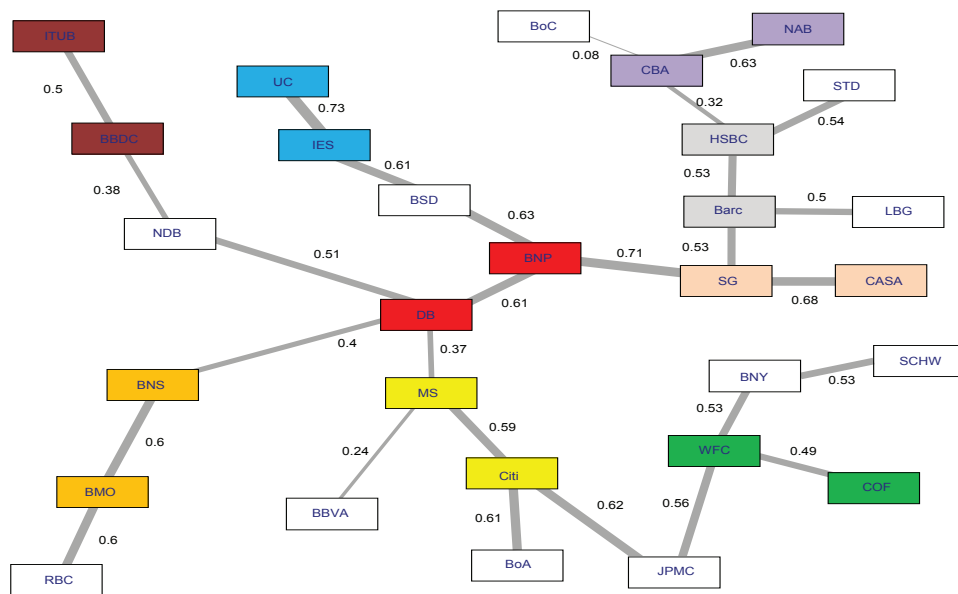 BoC
NAB
ITUB
0.08
0.63
CBA
UC
STD
0.5
0.73
0.32
0.54
BBDC
IES
HSBC
0.61
0.53
0.38
BSD
0.5
Barc
LBG
NDB
0.63
0.51
0.71
0.53
BNP
SG
CASA
0.61
0.68
DB
0.4
0.37
SCHW
BNY
BNS
MS
0.53
0.53
0.59
0.6
0.24
WFC
0.49
Citi
COF
BMO
0.62
0.56
BBVA
0.61
0.6
BoA
JPMC
RBC